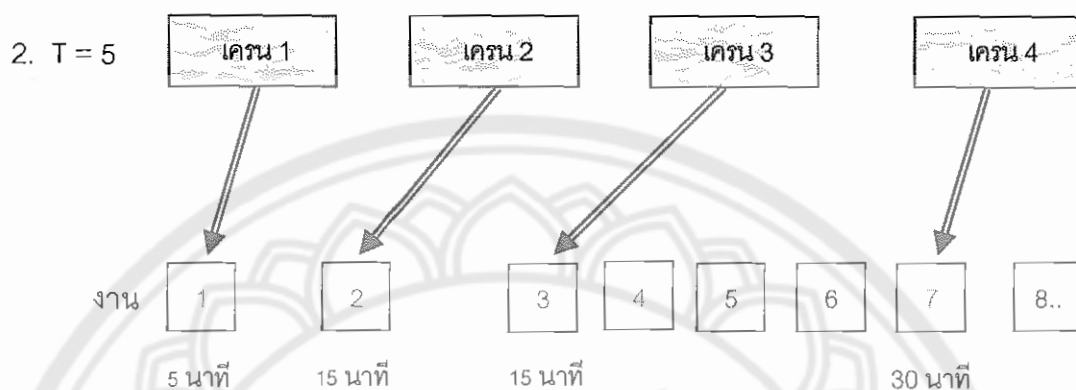 2. T = 5 เครน 1 เครน 2 เครน 3 เครน 4
งาน 1 2 3 4 5 6 7 8..
5 นาที 15 นาที 15 นาที 30 นาที